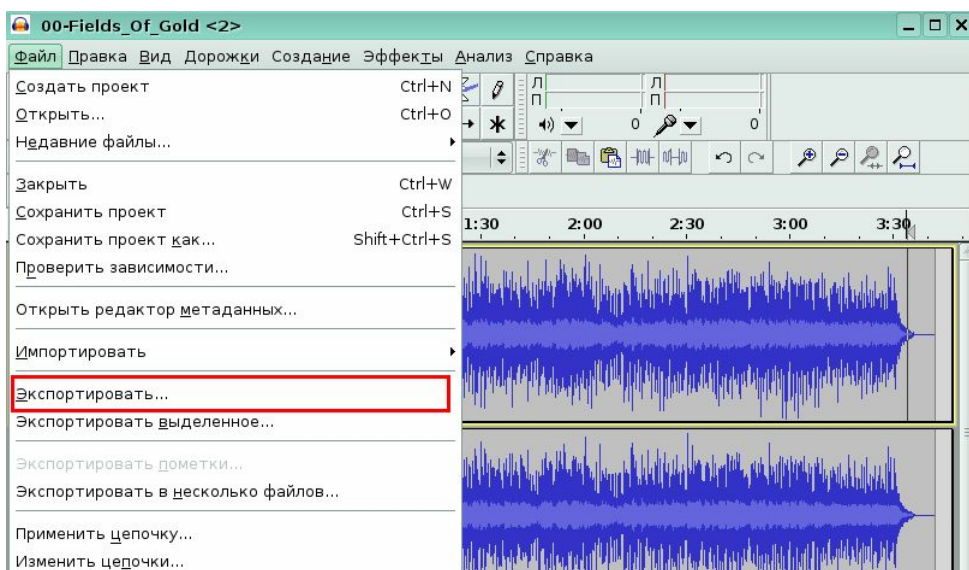 00-Fields_Of_Gold <2>
Файл Правка Вид Дорожки Создание Эффекты Анализ Справка
Создать проект Ctrl+N
Открыть... Ctrl+O
Недавние файлы...
Закрыть Ctrl+W
Сохранить проект Ctrl+S
Сохранить проект как... Shift+Ctrl+S
Проверить зависимости...
Открыть редактор метаданных...
Импортировать
Экспортировать...
Экспортировать выделенное...
Экспортировать пометки...
Экспортировать в несколько файлов...
Применить цепочку...
Изменить цепочки...
Л Л
П П
0 0
1:30 2:00 2:30 3:00 3:30